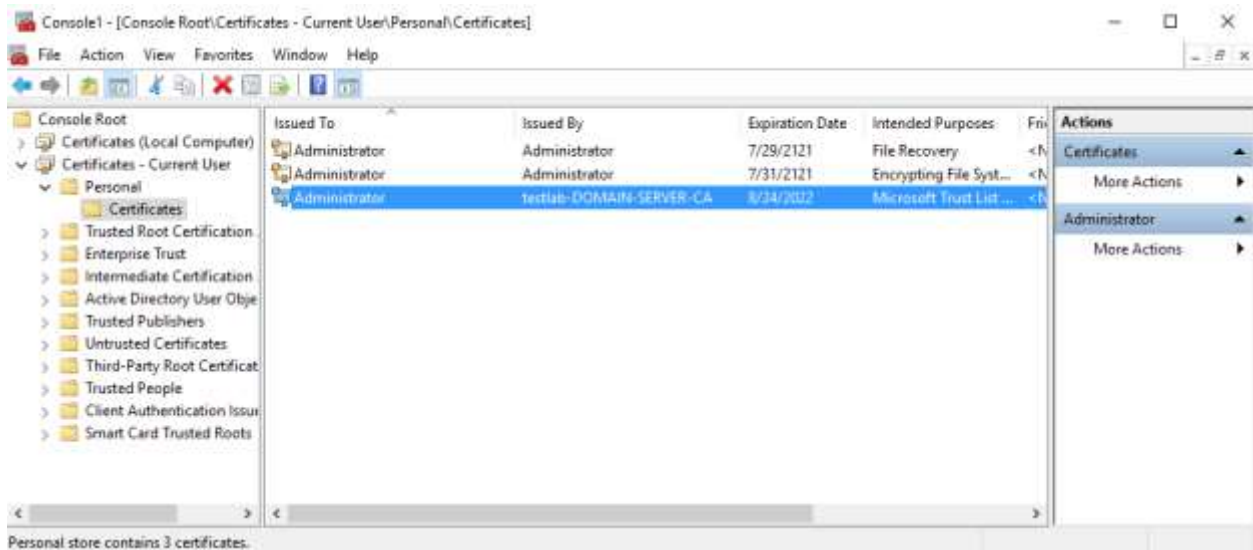 Console1 - [Console Root\Certificates - Current User\Personal\Certificates]
File Action View Favorites Window Help
Console Root
Certificates (Local Computer)
Certificates - Current User
Personal
Certificates
Trusted Root Certification
Enterprise Trust
Intermediate Certification
Active Directory User Obje
Trusted Publishers
Untrusted Certificates
Third-Party Root Certificat
Trusted People
Client Authentication Issue
Smart Card Trusted Roots
Issued To Issued By Expiration Date Intended Purposes Frie
Administrator Administrator 7/29/2121 File Recovery <N
Administrator Administrator 7/31/2121 Encrypting File Syst... <N
Administrator testlab-DOMAIN-SERVER-CA 8/24/2022 Microsoft Trust List ... <N
Actions
Certificates
More Actions
Administrator
More Actions
Personal store contains 3 certificates.